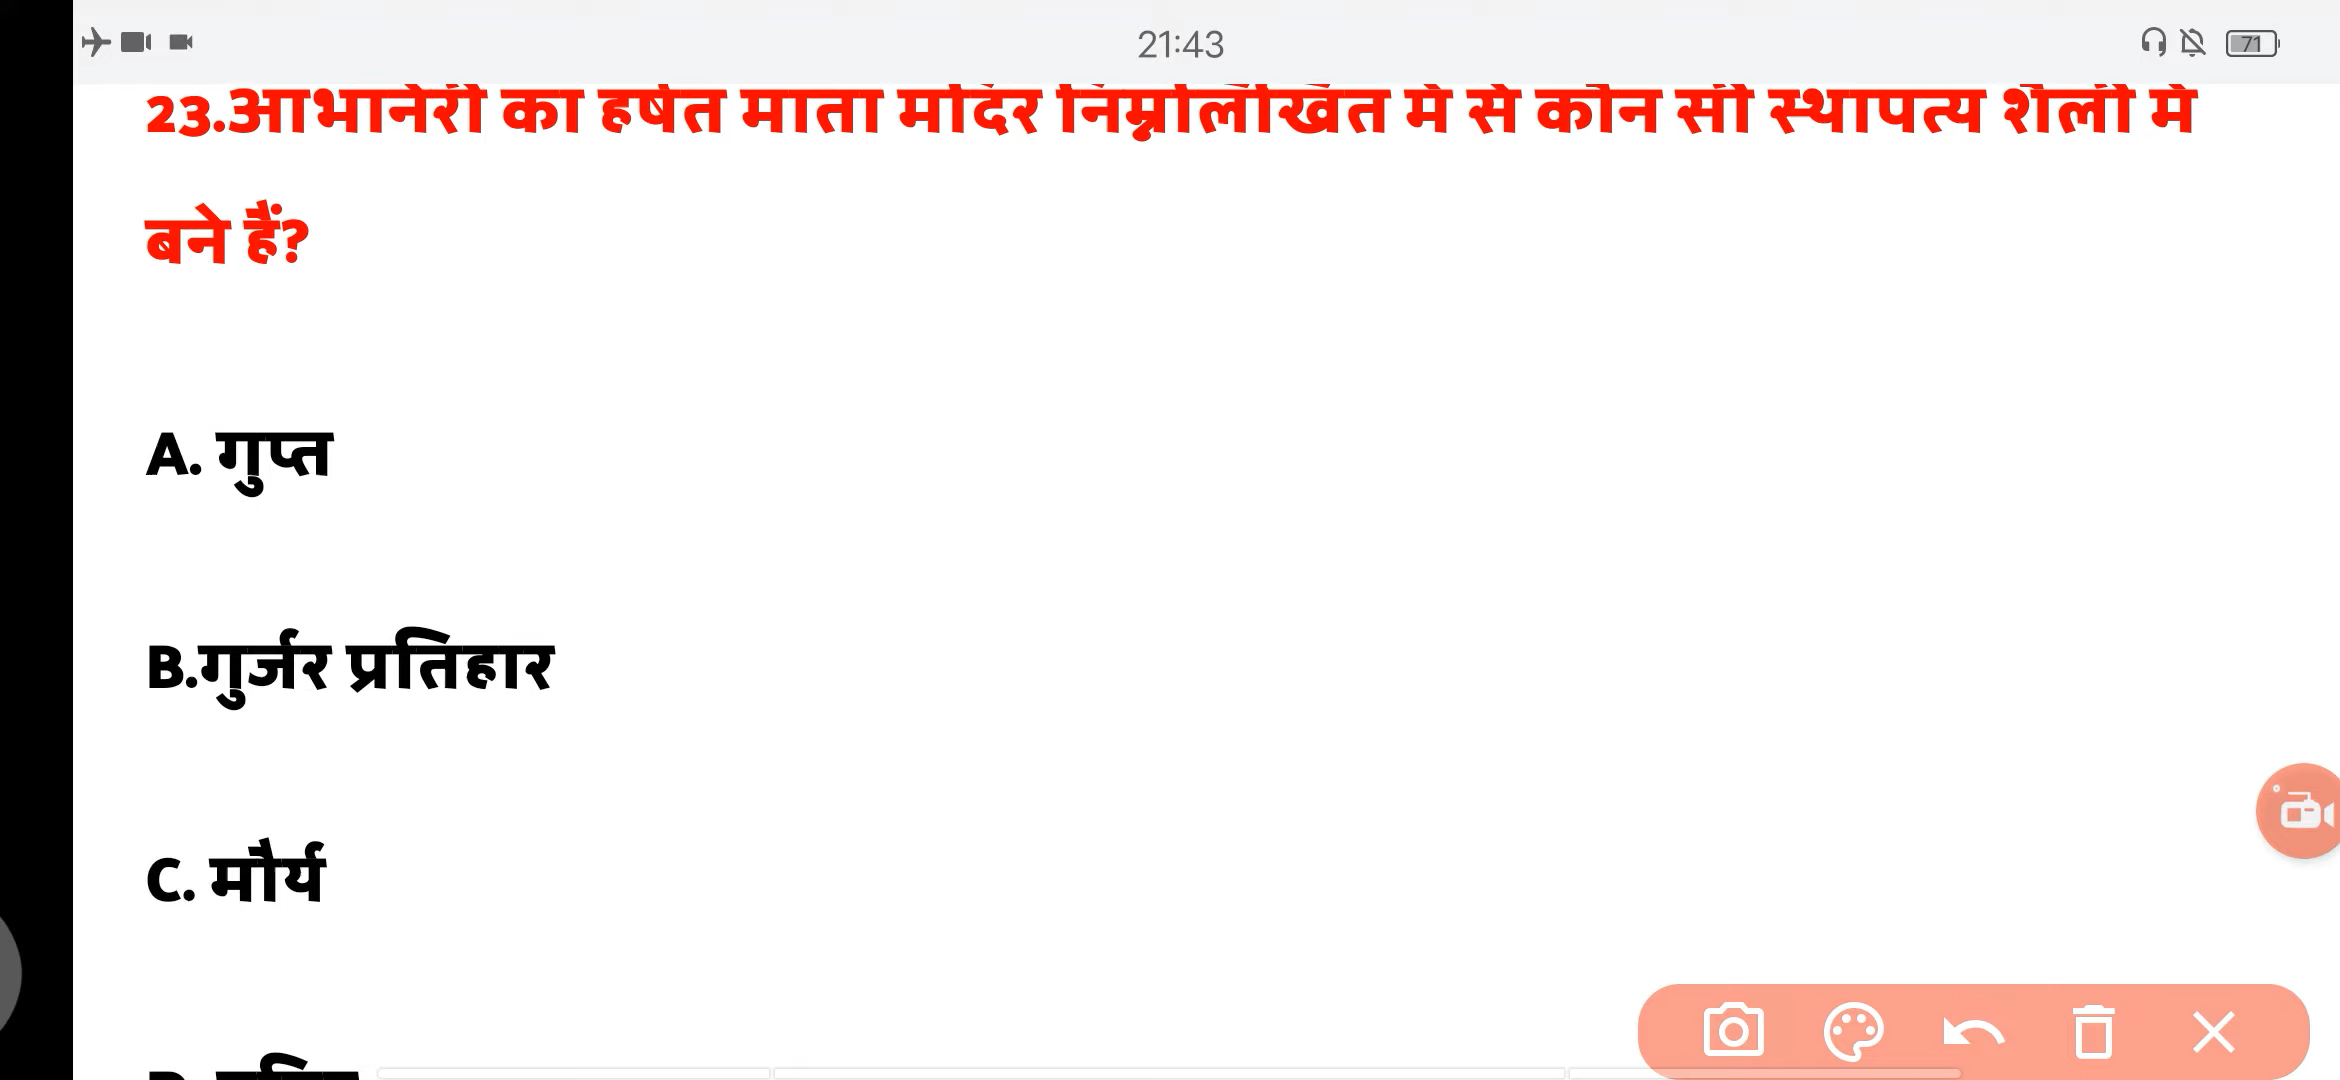 21:43
71
23.आभानेरी का हर्षत माता मंदिर निम्नलिखित में से कौन सी स्थापत्य शैली में
बने हैं?
A. गुप्त
B.गुर्जर प्रतिहार
C. मौर्य